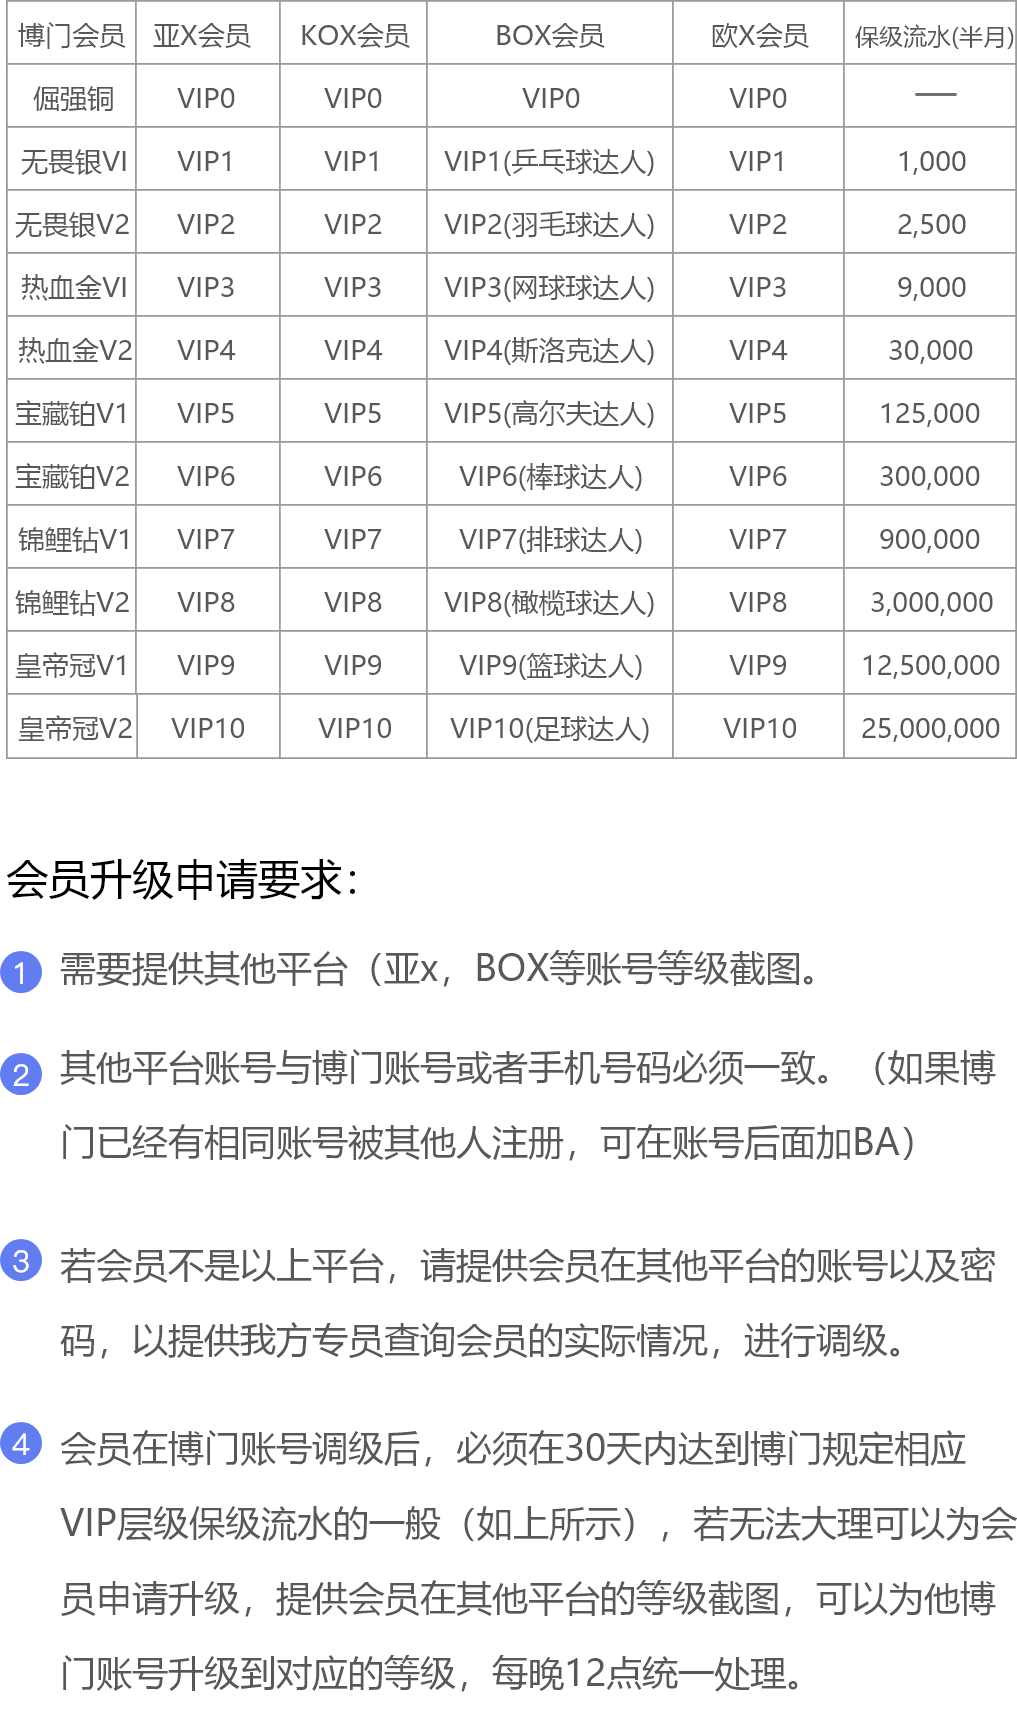 博门会员 亚X会员 KOX会员 BOX会员 欧X会员 保级流水(半月)
倔强铜 VIP0 VIP0 VIP0 VIP0 —
无畏银VI VIP1 VIP1 VIP1(乒乓球达人) VIP1 1,000
无畏银V2 VIP2 VIP2 VIP2(羽毛球达人) VIP2 2,500
热血金VI VIP3 VIP3 VIP3(网球球达人) VIP3 9,000
热血金V2 VIP4 VIP4 VIP4(斯洛克达人) VIP4 30,000
宝藏铂V1 VIP5 VIP5 VIP5(高尔夫达人) VIP5 125,000
宝藏铂V2 VIP6 VIP6 VIP6(棒球达人) VIP6 300,000
锦鲤钻V1 VIP7 VIP7 VIP7(排球达人) VIP7 900,000
锦鲤钻V2 VIP8 VIP8 VIP8(橄榄球达人) VIP8 3,000,000
皇帝冠V1 VIP9 VIP9 VIP9(篮球达人) VIP9 12,500,000
皇帝冠V2 VIP10 VIP10 VIP10(足球达人) VIP10 25,000,000
会员升级申请要求：
1 需要提供其他平台（亚x，BOX等账号等级截图。
2 其他平台账号与博门账号或者手机号码必须一致。（如果博
门已经有相同账号被其他人注册，可在账号后面加BA）
3 若会员不是以上平台，请提供会员在其他平台的账号以及密
码，以提供我方专员查询会员的实际情况，进行调级。
4 会员在博门账号调级后，必须在30天内达到博门规定相应
VIP层级保级流水的一般（如上所示），若无法大理可以为会
员申请升级，提供会员在其他平台的等级截图，可以为他博
门账号升级到对应的等级，每晚12点统一处理。